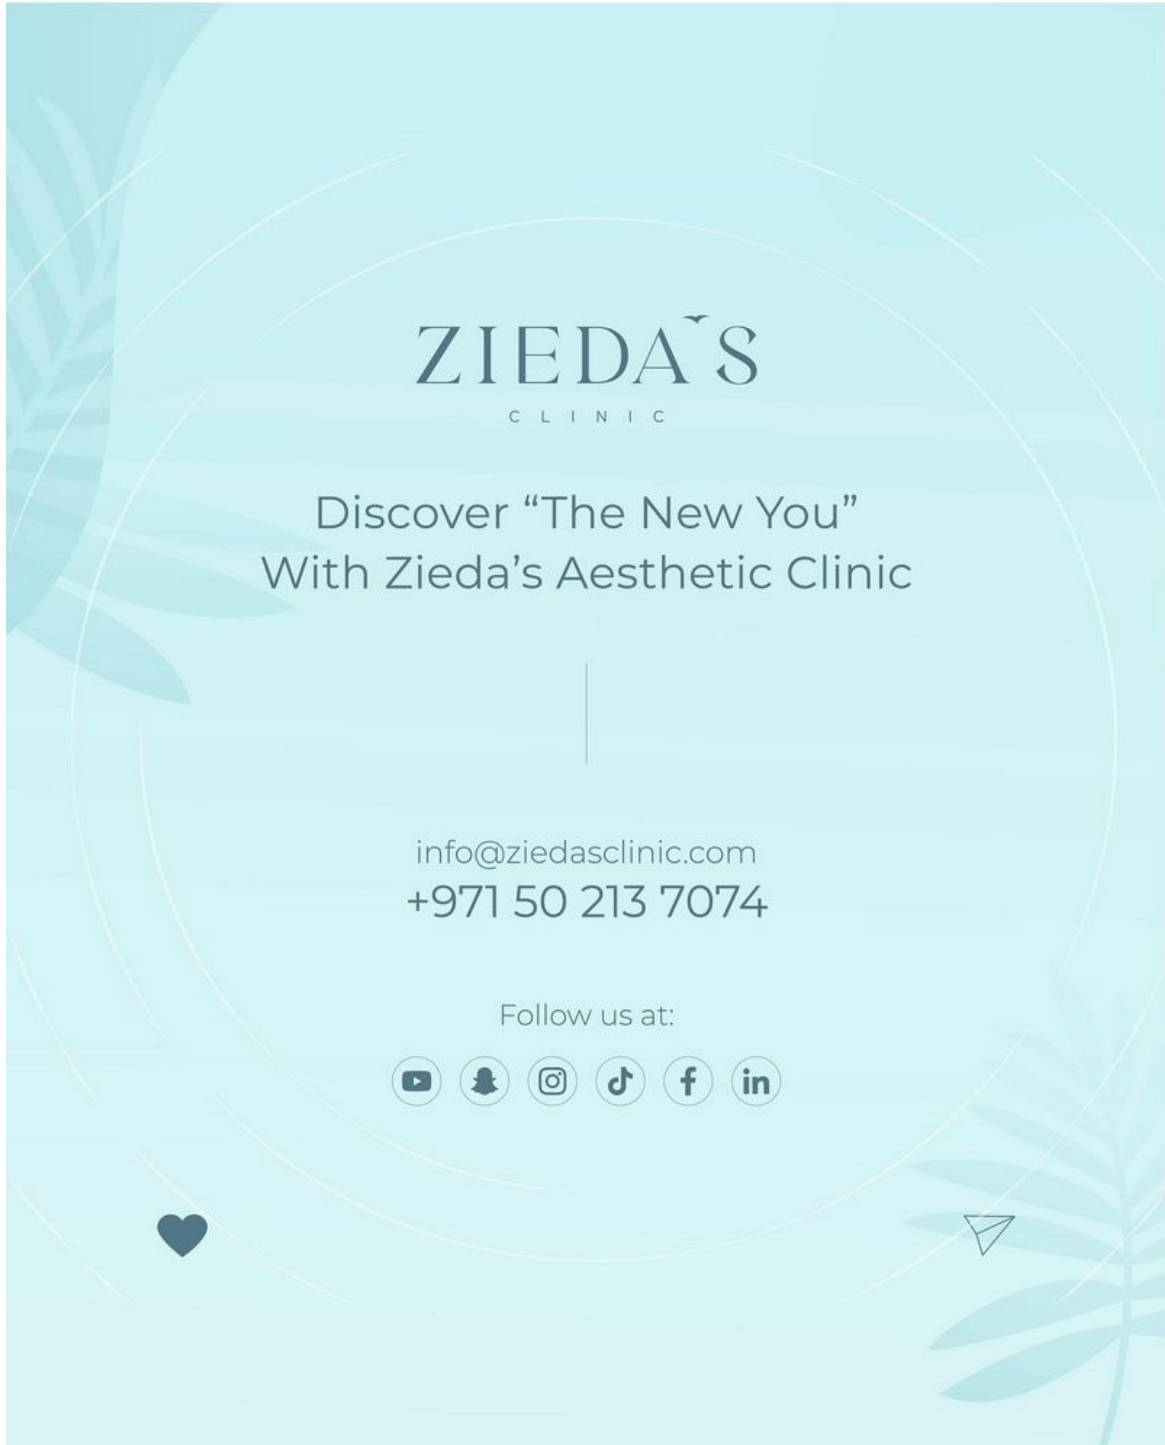 ZIEDA'S
CLINIC
Discover “The New You”
With Zieda’s Aesthetic Clinic
info@ziedasclinic.com
+971 50 213 7074
Follow us at: